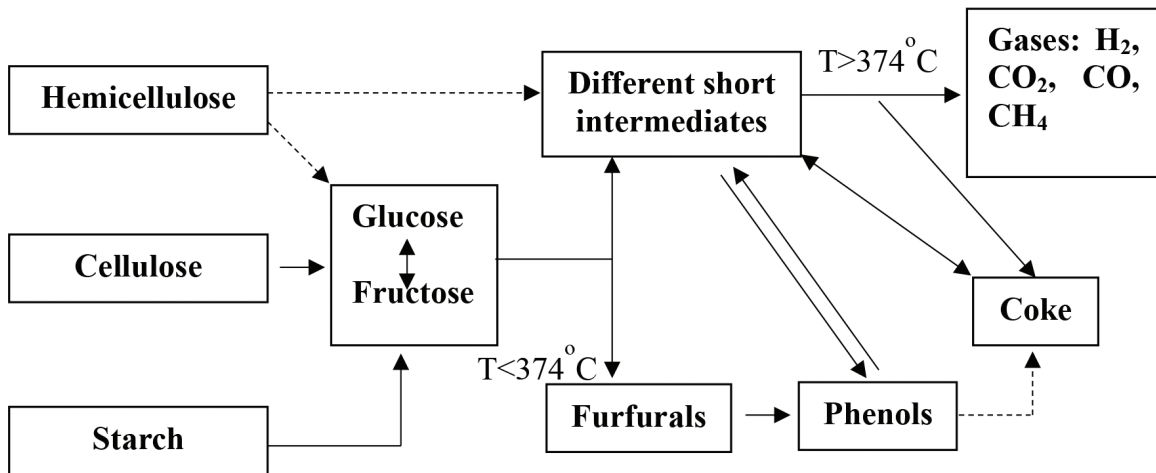 Hemicellulose
Different short
intermediates
T>374°C
Gases: H₂,
CO₂, CO,
CH₄
Glucose
Fructose
Cellulose
Coke
T<374°C
Furfurals
Phenols
Starch